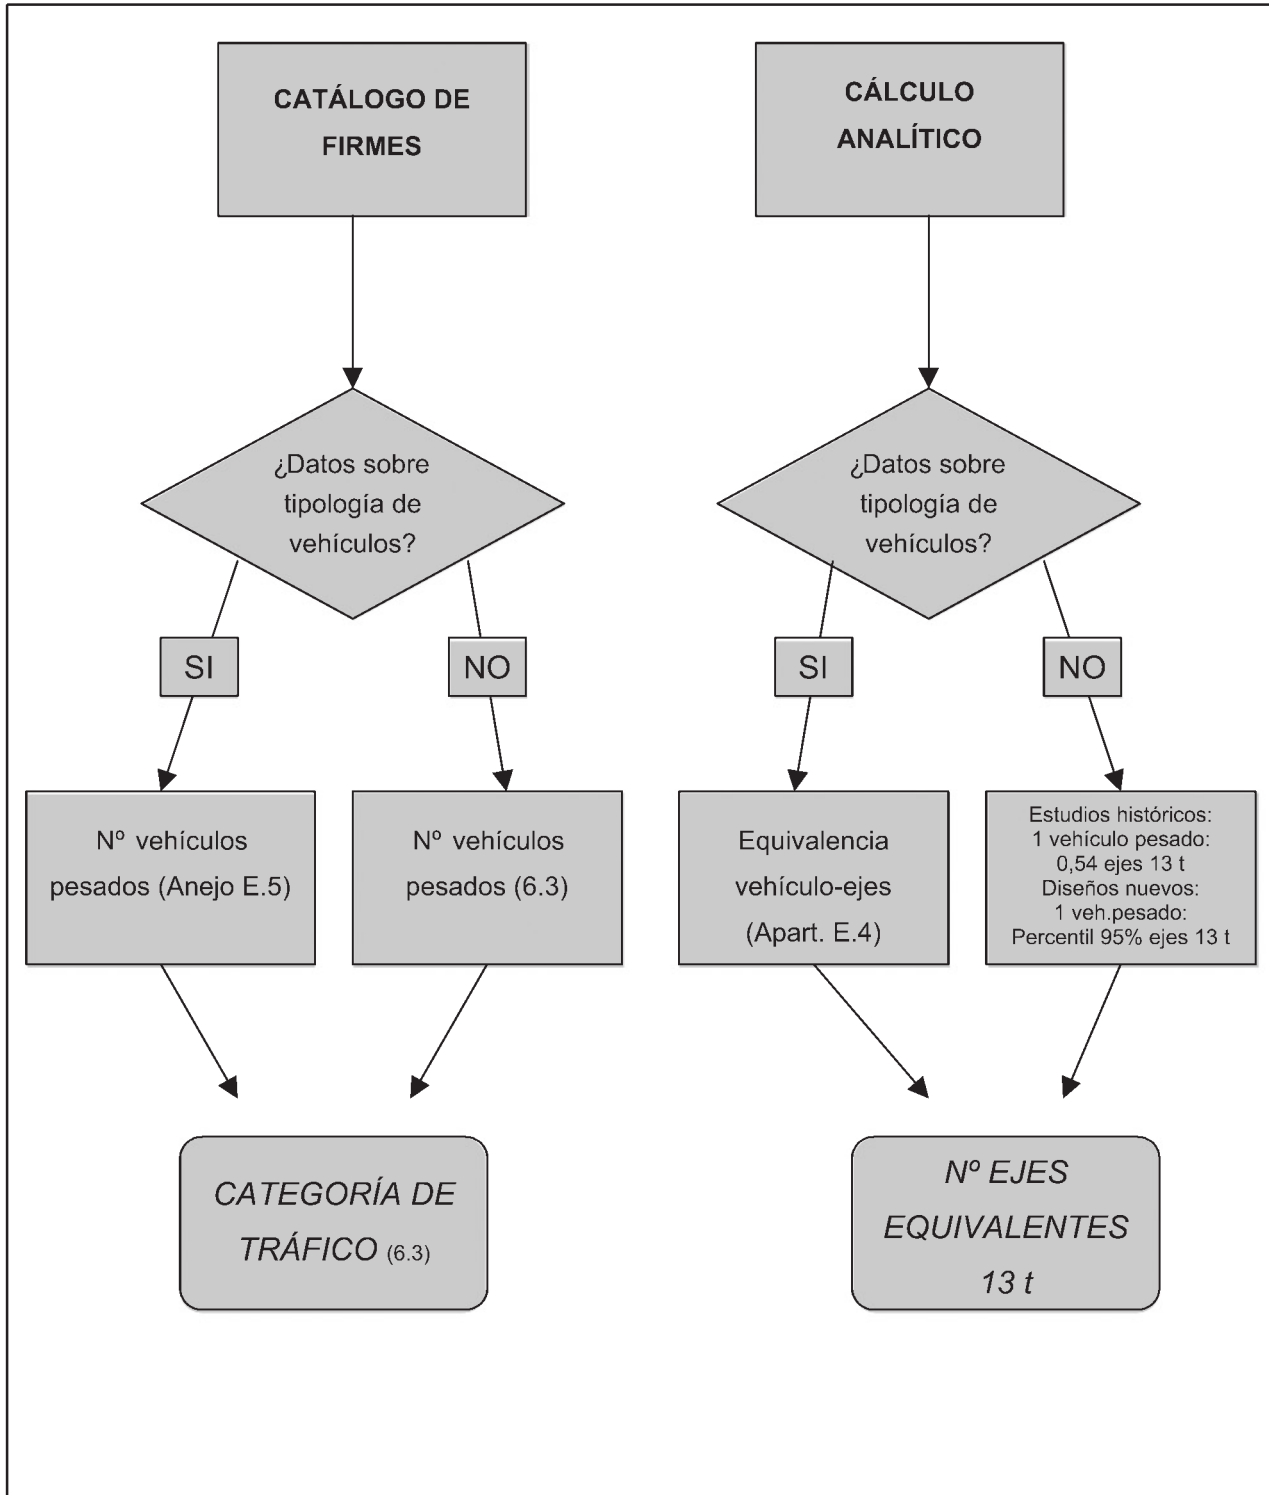 CATÁLOGO DE
FIRMES
¿Datos sobre
tipología de
vehículos?
SI
NO
Nº vehículos
pesados (Anejo E.5)
Nº vehículos
pesados (6.3)
CATEGORÍA DE
TRÁFICO (6.3)
CÁLCULO
ANALÍTICO
¿Datos sobre
tipología de
vehículos?
SI
NO
Equivalencia
vehículo-ejes
(Apart. E.4)
Estudios históricos:
1 vehículo pesado:
0,54 ejes 13 t
Diseños nuevos:
1 veh.pesado:
Percentil 95% ejes 13 t
Nº EJES
EQUIVALENTES
13 t